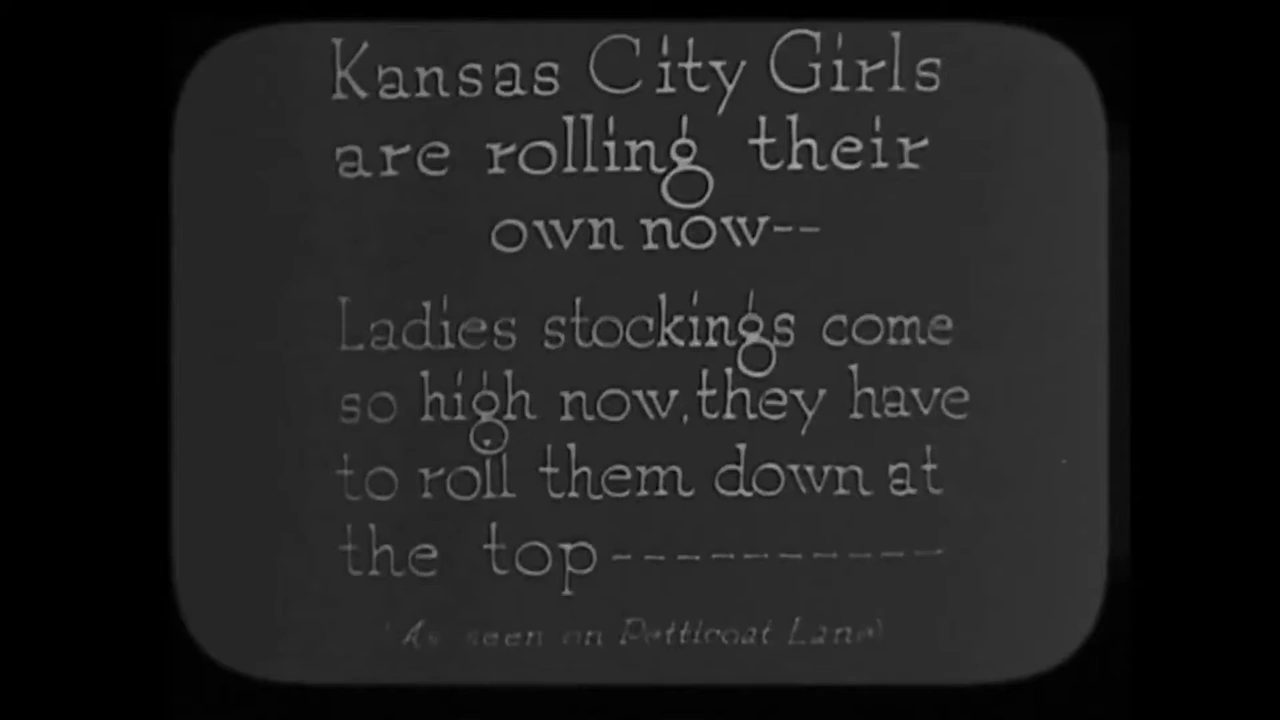 Kansas City Girls
are rolling their
own now--
Ladies stockings come
so high now, they have
to roll them down at
the top-----------
(As seen on Petticoat Lane)